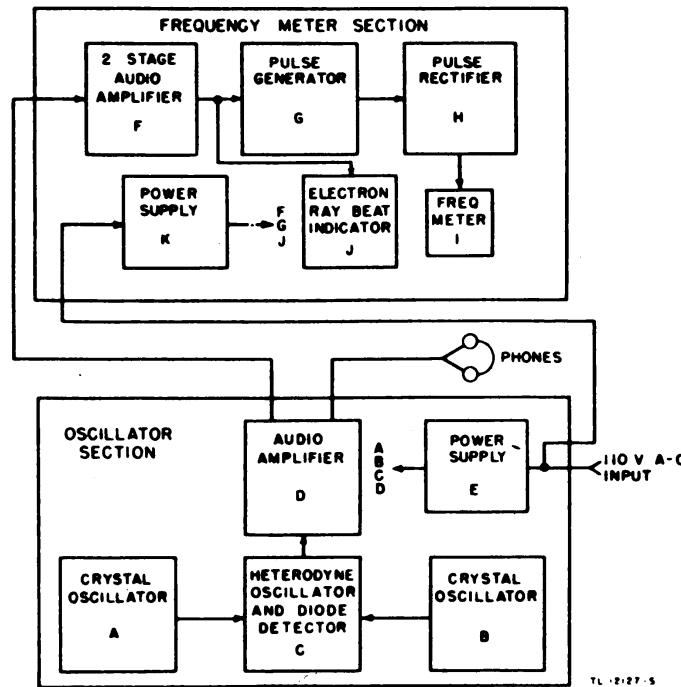 FREQUENCY METER SECTION
2 STAGE
AUDIO
AMPLIFIER
F
PULSE
GENERATOR
G
PULSE
RECTIFIER
H
POWER
SUPPLY
K
F
G
J
ELECTRON
RAY BEAT
INDICATOR
J
FREQ
METER
I
PHONES
OSCILLATOR
SECTION
AUDIO
AMPLIFIER
D
A
B
C
D
POWER
SUPPLY
E
110 V A-C
INPUT
CRYSTAL
OSCILLATOR
A
HETERODYNE
OSCILLATOR
AND DIODE
DETECTOR
C
CRYSTAL
OSCILLATOR
B
TL 12127-S